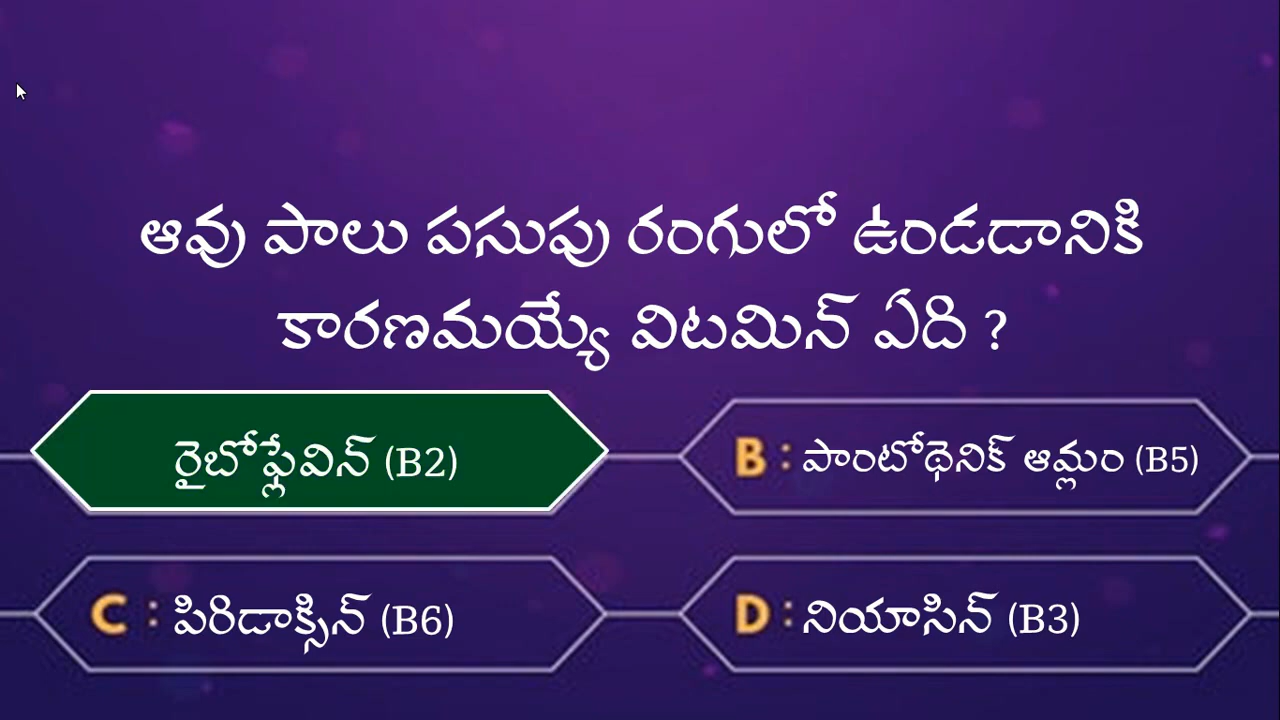 ఆవు పాలు పసుపు రంగులో ఉండడానికి
కారణమయ్యే విటమిన్ ఏది ?
రైబోఫ్లేవిన్ (B2)
B : పాంటోథెనిక్ ఆమ్లం (B5)
C : పిరిడాక్సిన్ (B6)
D : నియాసిన్ (B3)